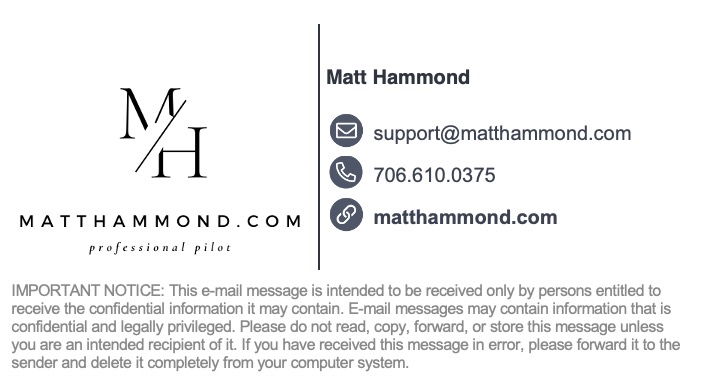 M/H
MATTHAMMOND.COM
professional pilot
Matt Hammond
support@matthammond.com
706.610.0375
matthammond.com
IMPORTANT NOTICE: This e-mail message is intended to be received only by persons entitled to
receive the confidential information it may contain. E-mail messages may contain information that is
confidential and legally privileged. Please do not read, copy, forward, or store this message unless
you are an intended recipient of it. If you have received this message in error, please forward it to the
sender and delete it completely from your computer system.